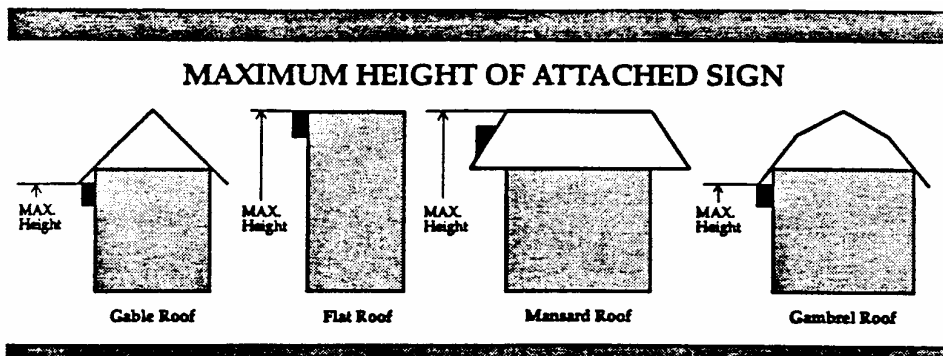 MAXIMUM HEIGHT OF ATTACHED SIGN
MAX.
Height
MAX.
Height
MAX.
Height
MAX.
Height
Gable Roof
Flat Roof
Mansard Roof
Gambrel Roof